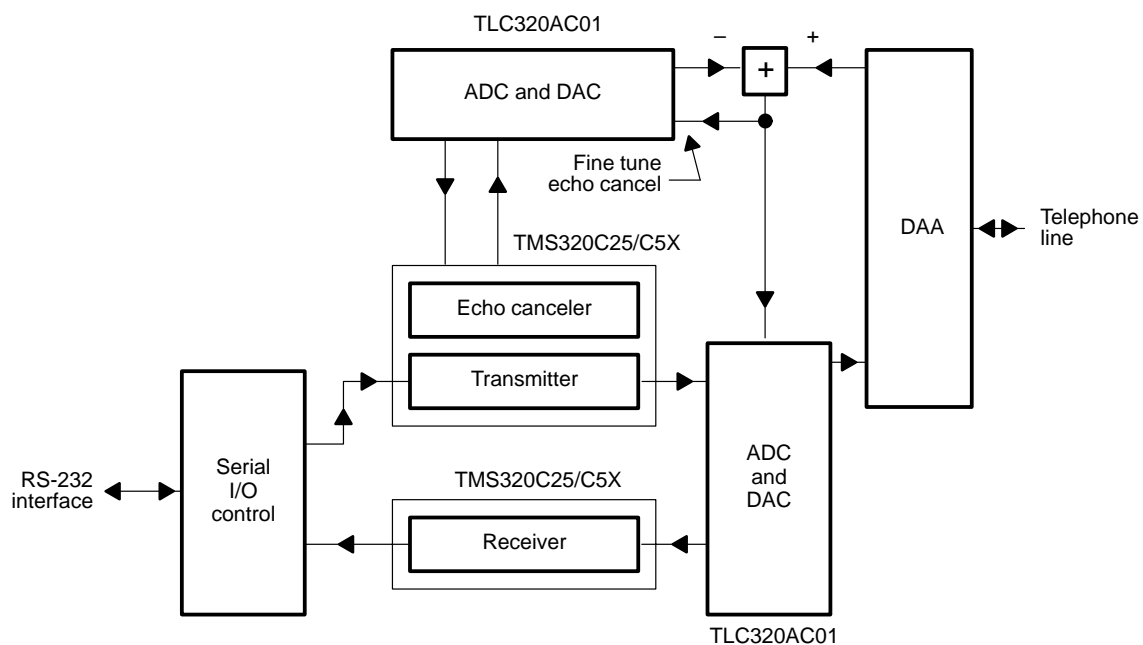 TLC320AC01
ADC and DAC
–
+
+
Fine tune
echo cancel
DAA
Telephone
line
TMS320C25/C5X
Echo canceler
Transmitter
Serial
I/O
control
RS-232
interface
TMS320C25/C5X
Receiver
ADC
and
DAC
TLC320AC01